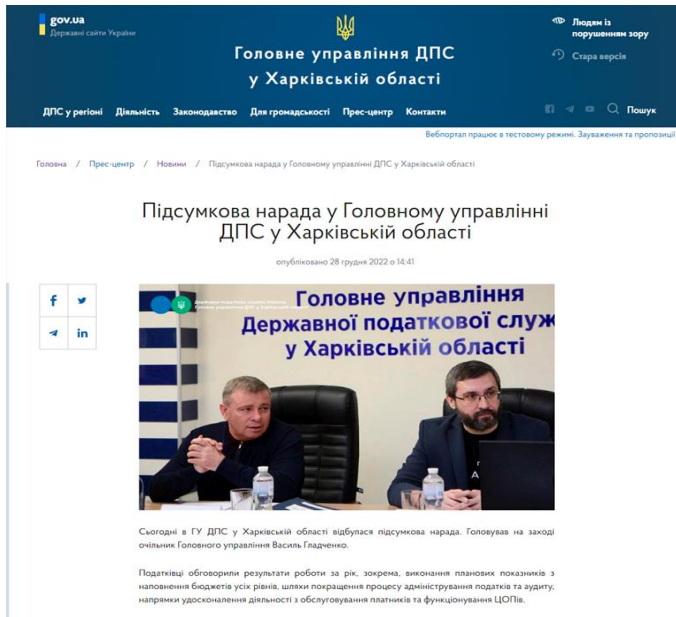 gov.ua
Державні сайти України
Головне управління ДПС
у Харківській області
Людям із
порушенням зору
Стара версія
ДПС у регіоні Діяльність Законодавство Для громадськості Прес-центр Контакти Пошук
Вебпортал працює в тестовому режимі. Зауваження та пропозиції
Головна / Прес-центр / Новини / Підсумкова нарада у Головному управлінні ДПС у Харківській області
Підсумкова нарада у Головному управлінні
ДПС у Харківській області
опубліковано 28 грудня 2022 о 14:41
Головне управління
Державної податкової служ
у Харківській області
Сьогодні в ГУ ДПС у Харківській області відбулася підсумкова нарада. Головував на заході
очільник Головного управління Василь Гладченко.
Податківці обговорили результати роботи за рік, зокрема, виконання планових показників з
наповнення бюджетів усіх рівнів, шляхи покращення процесу адміністрування податків та аудиту,
напрямки удосконалення діяльності з обслуговування платників та функціонування ЦОПів.